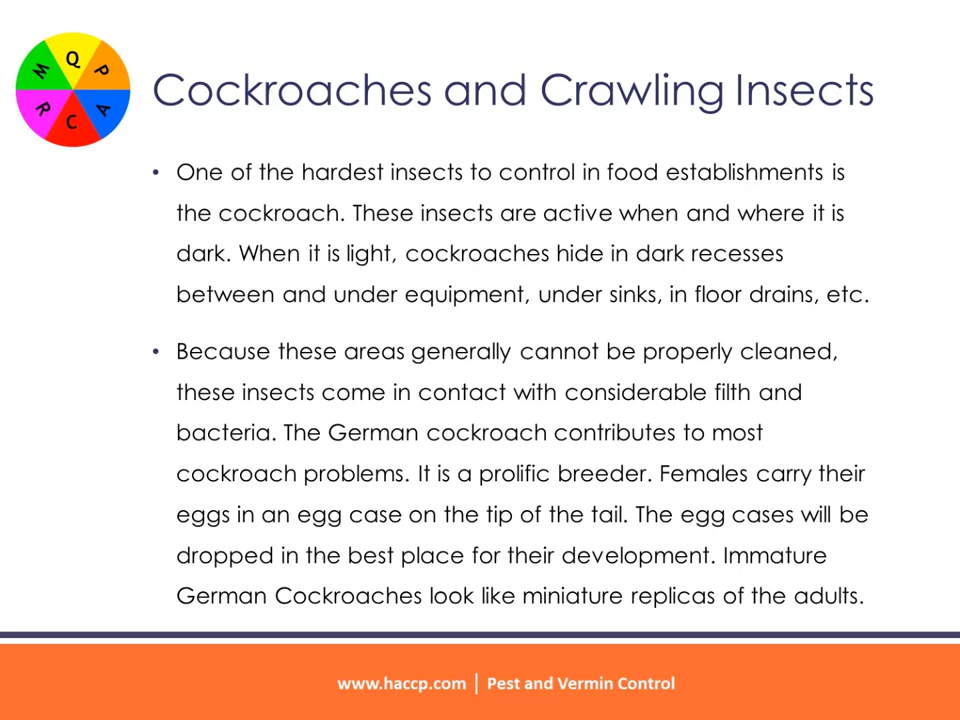 M
Q
P
R
C
A
Cockroaches and Crawling Insects
• One of the hardest insects to control in food establishments is
the cockroach. These insects are active when and where it is
dark. When it is light, cockroaches hide in dark recesses
between and under equipment, under sinks, in floor drains, etc.
• Because these areas generally cannot be properly cleaned,
these insects come in contact with considerable filth and
bacteria. The German cockroach contributes to most
cockroach problems. It is a prolific breeder. Females carry their
eggs in an egg case on the tip of the tail. The egg cases will be
dropped in the best place for their development. Immature
German Cockroaches look like miniature replicas of the adults.
www.haccp.com | Pest and Vermin Control